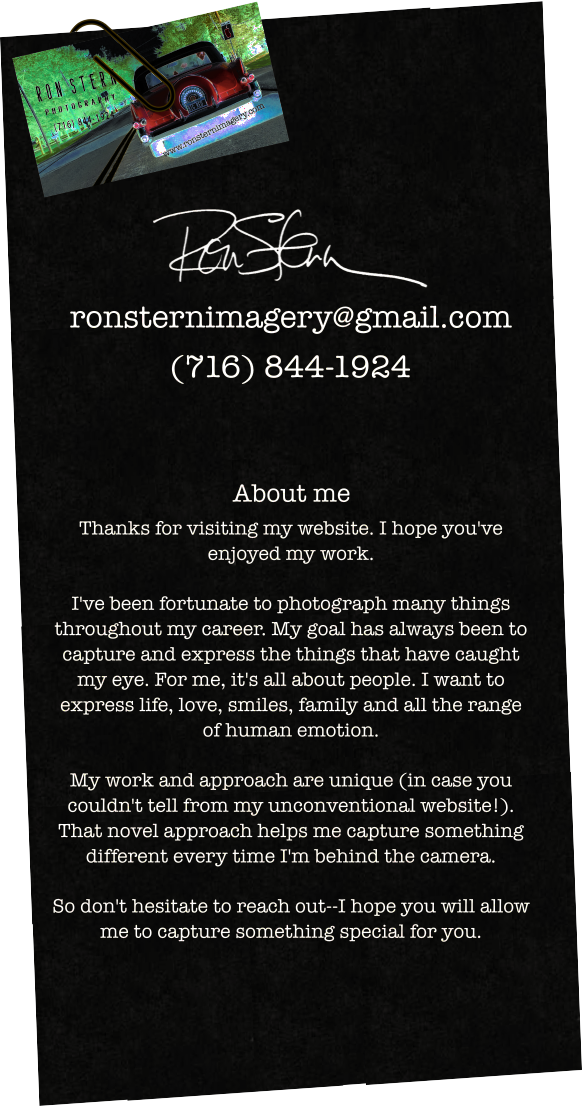 RON STERN
PHOTOGRAPHY
(716) 844-1924
www.ronsternimagery.com
Ron Stern
ronsternimagery@gmail.com
(716) 844-1924
About me
Thanks for visiting my website. I hope you've
enjoyed my work.
I've been fortunate to photograph many things
throughout my career. My goal has always been to
capture and express the things that have caught
my eye. For me, it's all about people. I want to
express life, love, smiles, family and all the range
of human emotion.
My work and approach are unique (in case you
couldn't tell from my unconventional website!).
That novel approach helps me capture something
different every time I'm behind the camera.
So don't hesitate to reach out--I hope you will allow
me to capture something special for you.